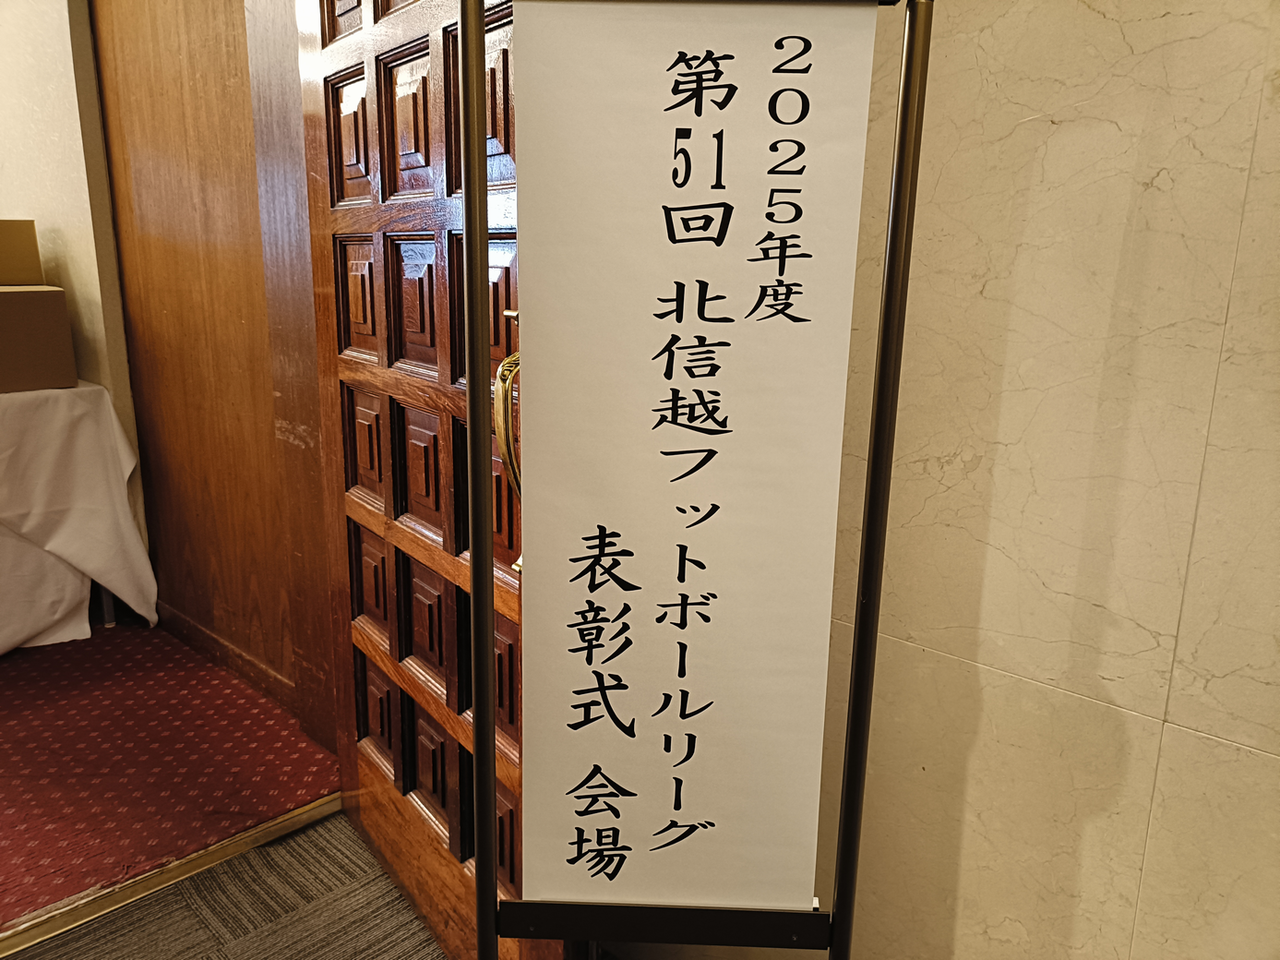 2025年度
第51回 北信越フットボールリーグ
表彰式 会場